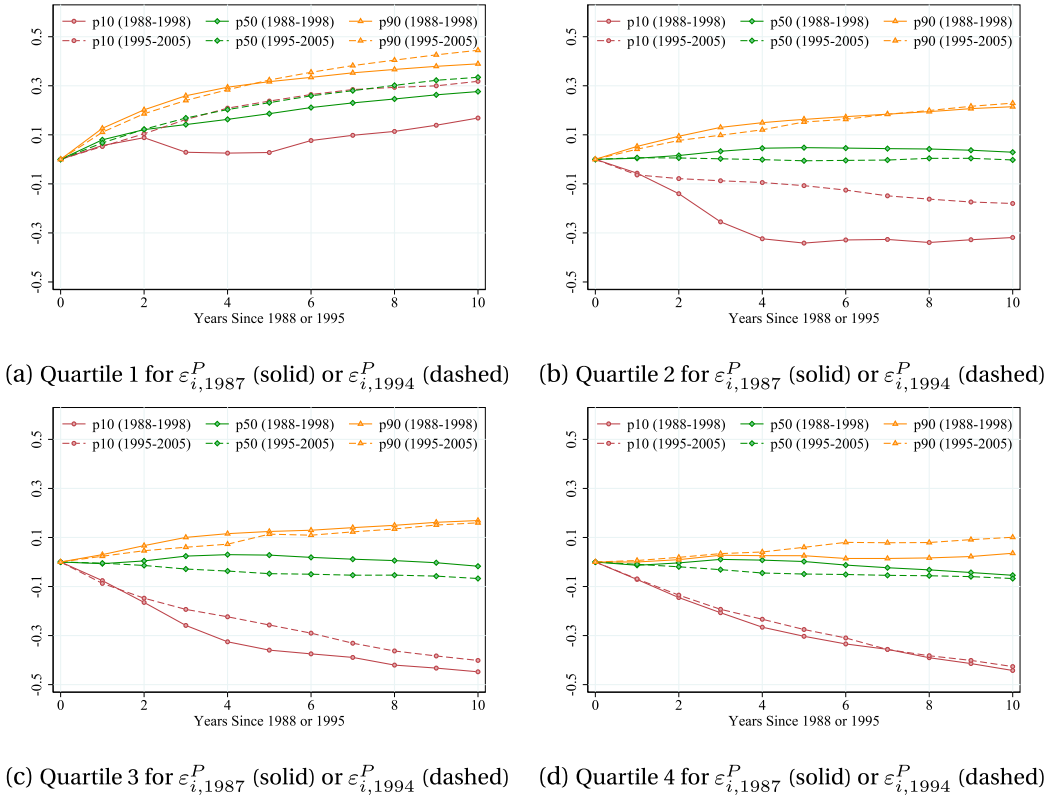 p10 (1988-1998) p50 (1988-1998) p90 (1988-1998)
p10 (1995-2005) p50 (1995-2005) p90 (1995-2005)
0.5
0.3
0.1
-0.1
-0.3
-0.5
0 2 4 6 8 10
Years Since 1988 or 1995
(a) Quartile 1 for ε^P_{i,1987} (solid) or ε^P_{i,1994} (dashed)
p10 (1988-1998) p50 (1988-1998) p90 (1988-1998)
p10 (1995-2005) p50 (1995-2005) p90 (1995-2005)
0.5
0.3
0.1
-0.1
-0.3
-0.5
0 2 4 6 8 10
Years Since 1988 or 1995
(b) Quartile 2 for ε^P_{i,1987} (solid) or ε^P_{i,1994} (dashed)
p10 (1988-1998) p50 (1988-1998) p90 (1988-1998)
p10 (1995-2005) p50 (1995-2005) p90 (1995-2005)
0.5
0.3
0.1
-0.1
-0.3
-0.5
0 2 4 6 8 10
Years Since 1988 or 1995
(c) Quartile 3 for ε^P_{i,1987} (solid) or ε^P_{i,1994} (dashed)
p10 (1988-1998) p50 (1988-1998) p90 (1988-1998)
p10 (1995-2005) p50 (1995-2005) p90 (1995-2005)
0.5
0.3
0.1
-0.1
-0.3
-0.5
0 2 4 6 8 10
Years Since 1988 or 1995
(d) Quartile 4 for ε^P_{i,1987} (solid) or ε^P_{i,1994} (dashed)